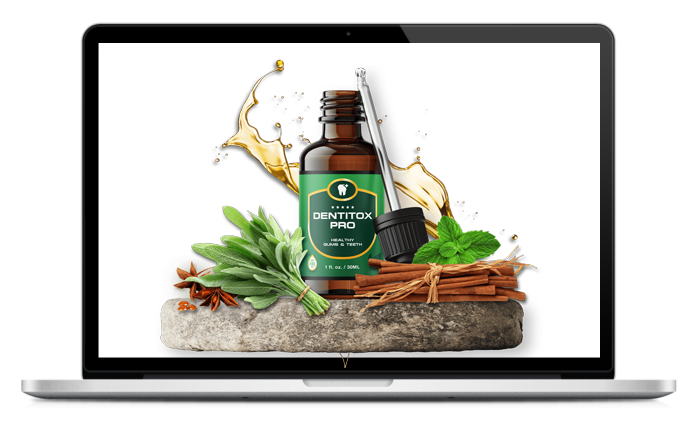 DENTITOX
PRO
HEALTHY
GUMS & TEETH
1 fl. oz. / 30ML